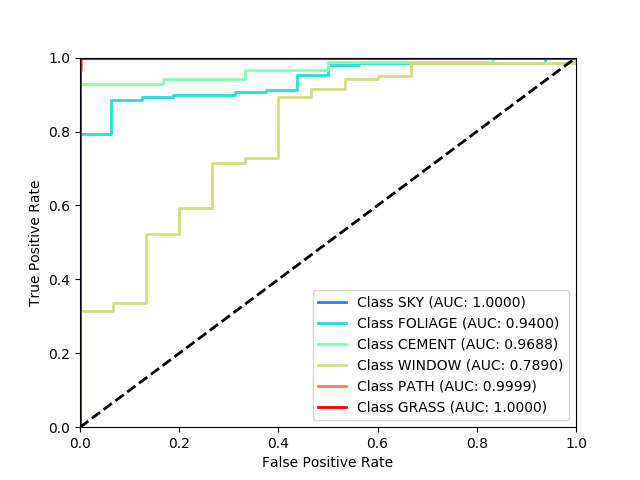 1.0
0.8
0.6
0.4
0.2
0.0
True Positive Rate
Class SKY (AUC: 1.0000)
Class FOLIAGE (AUC: 0.9400)
Class CEMENT (AUC: 0.9688)
Class WINDOW (AUC: 0.7890)
Class PATH (AUC: 0.9999)
Class GRASS (AUC: 1.0000)
0.0 0.2 0.4 0.6 0.8 1.0
False Positive Rate